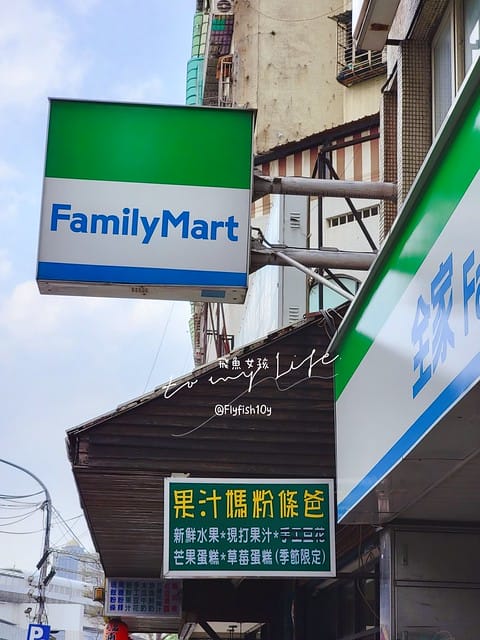 FamilyMart
全家 Fa
飛魚女孩
to my Life
@Flyfish10y
果汁媽粉條爸
新鮮水果*現打果汁*手工豆花
芒果蛋糕*草莓蛋糕(季節限定)
P